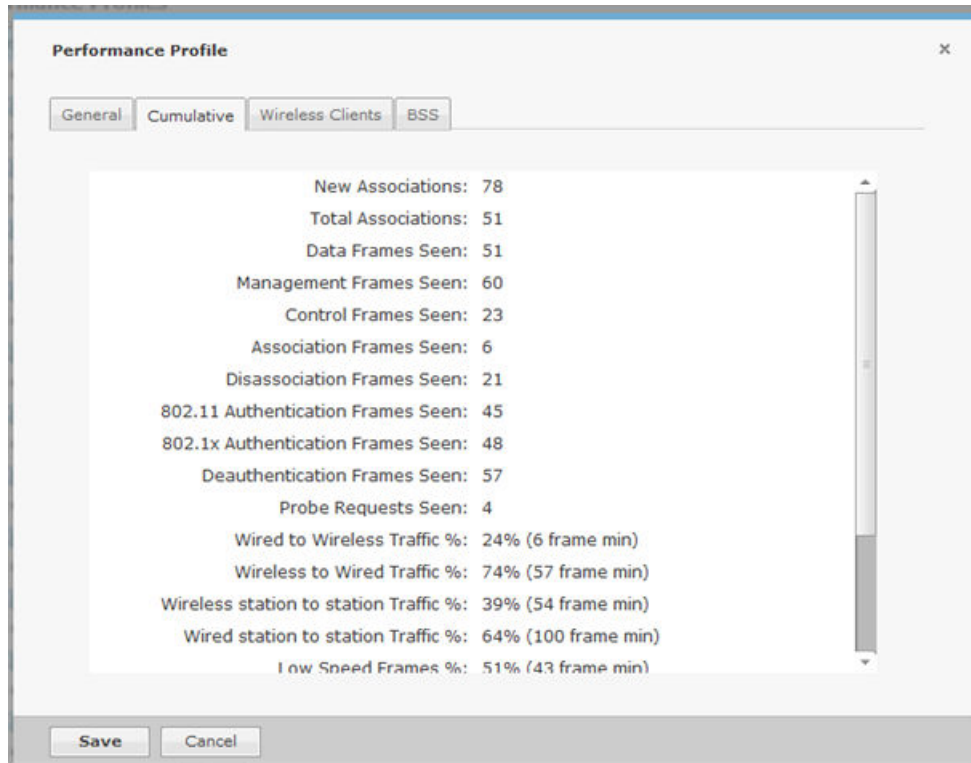 Performance Profile ×
General Cumulative Wireless Clients BSS
New Associations: 78
Total Associations: 51
Data Frames Seen: 51
Management Frames Seen: 60
Control Frames Seen: 23
Association Frames Seen: 6
Disassociation Frames Seen: 21
802.11 Authentication Frames Seen: 45
802.1x Authentication Frames Seen: 48
Deauthentication Frames Seen: 57
Probe Requests Seen: 4
Wired to Wireless Traffic %: 24% (6 frame min)
Wireless to Wired Traffic %: 74% (57 frame min)
Wireless station to station Traffic %: 39% (54 frame min)
Wired station to station Traffic %: 64% (100 frame min)
Low Speed Frames %: 51% (43 frame min)
Save Cancel